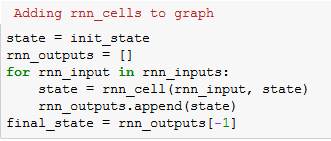 Adding rnn_cells to graph
state = init_state
rnn_outputs = []
for rnn_input in rnn_inputs:
    state = rnn_cell(rnn_input, state)
    rnn_outputs.append(state)
final_state = rnn_outputs[-1]